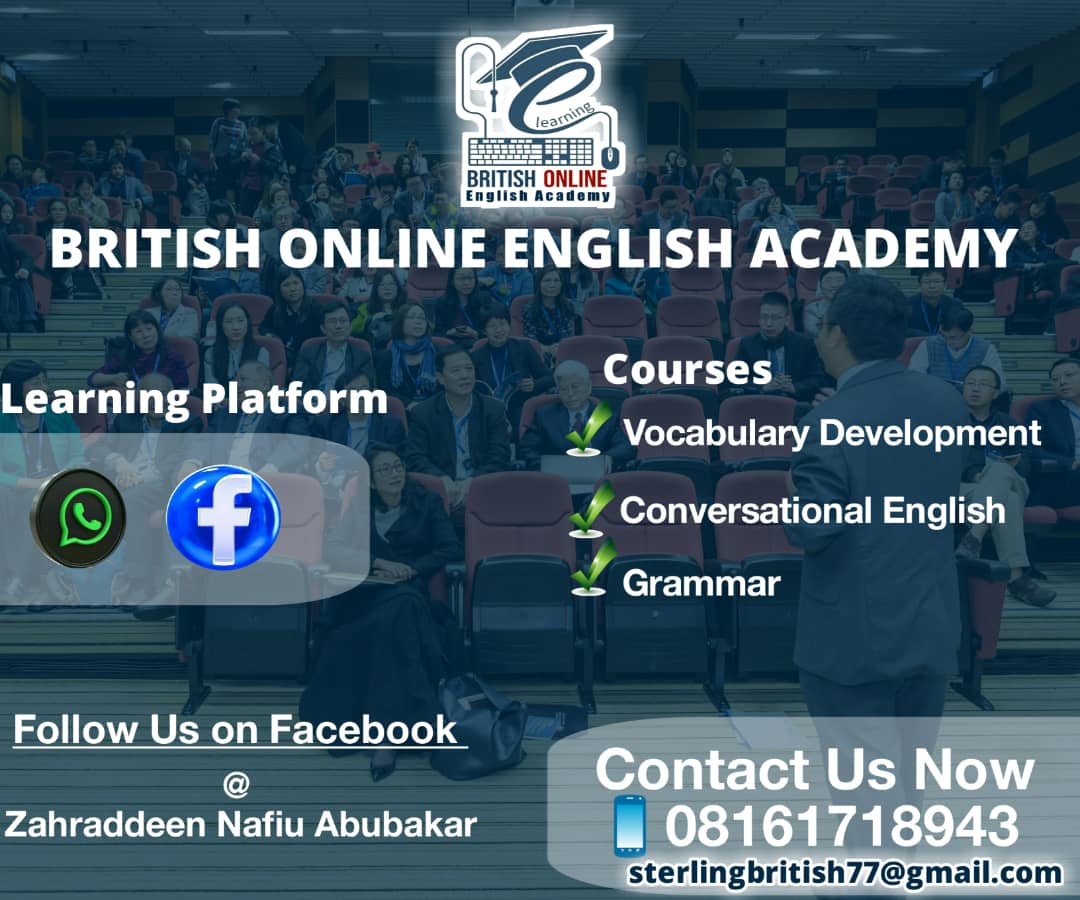 learning
BRITISH ONLINE
English Academy
BRITISH ONLINE ENGLISH ACADEMY
Learning Platform
Courses
Vocabulary Development
Conversational English
Grammar
Follow Us on Facebook
@
Zahraddeen Nafiu Abubakar
Contact Us Now
08161718943
sterlingbritish77@gmail.com